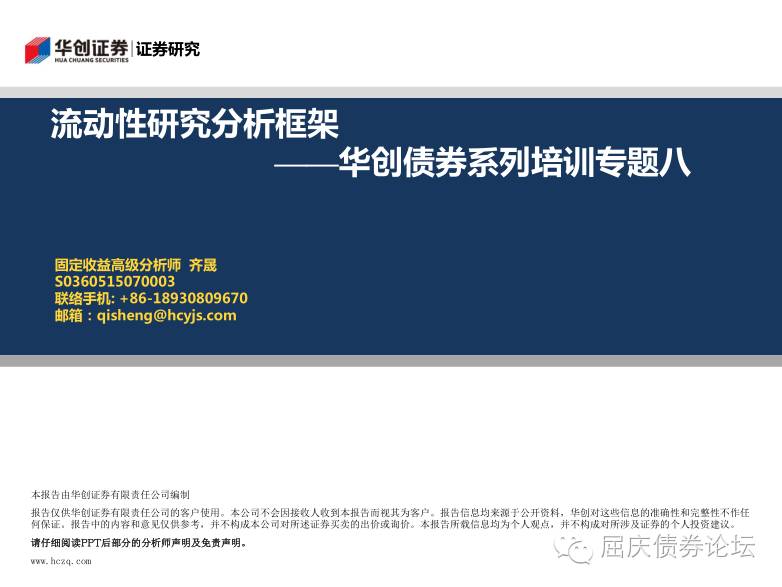 华创证券 证券研究
HUA CHUANG SECURITIES
流动性研究分析框架
——华创债券系列培训专题八
固定收益高级分析师 齐晟
S0360515070003
联络手机: +86-18930809670
邮箱：qisheng@hcyjs.com
本报告由华创证券有限责任公司编制
报告仅供华创证券有限责任公司的客户使用。本公司不会因接收人收到本报告而视其为客户。报告信息均来源于公开资料，华创对这些信息的准确性和完整性不作任
何保证。报告中的内容和意见仅供参考，并不构成本公司对所述证券买卖的出价或询价。本报告所载信息均为个人观点，并不构成对所涉及证券的个人投资建议。
请仔细阅读PPT后部分的分析师声明及免责声明。
www.hczq.com
屈庆债券论坛